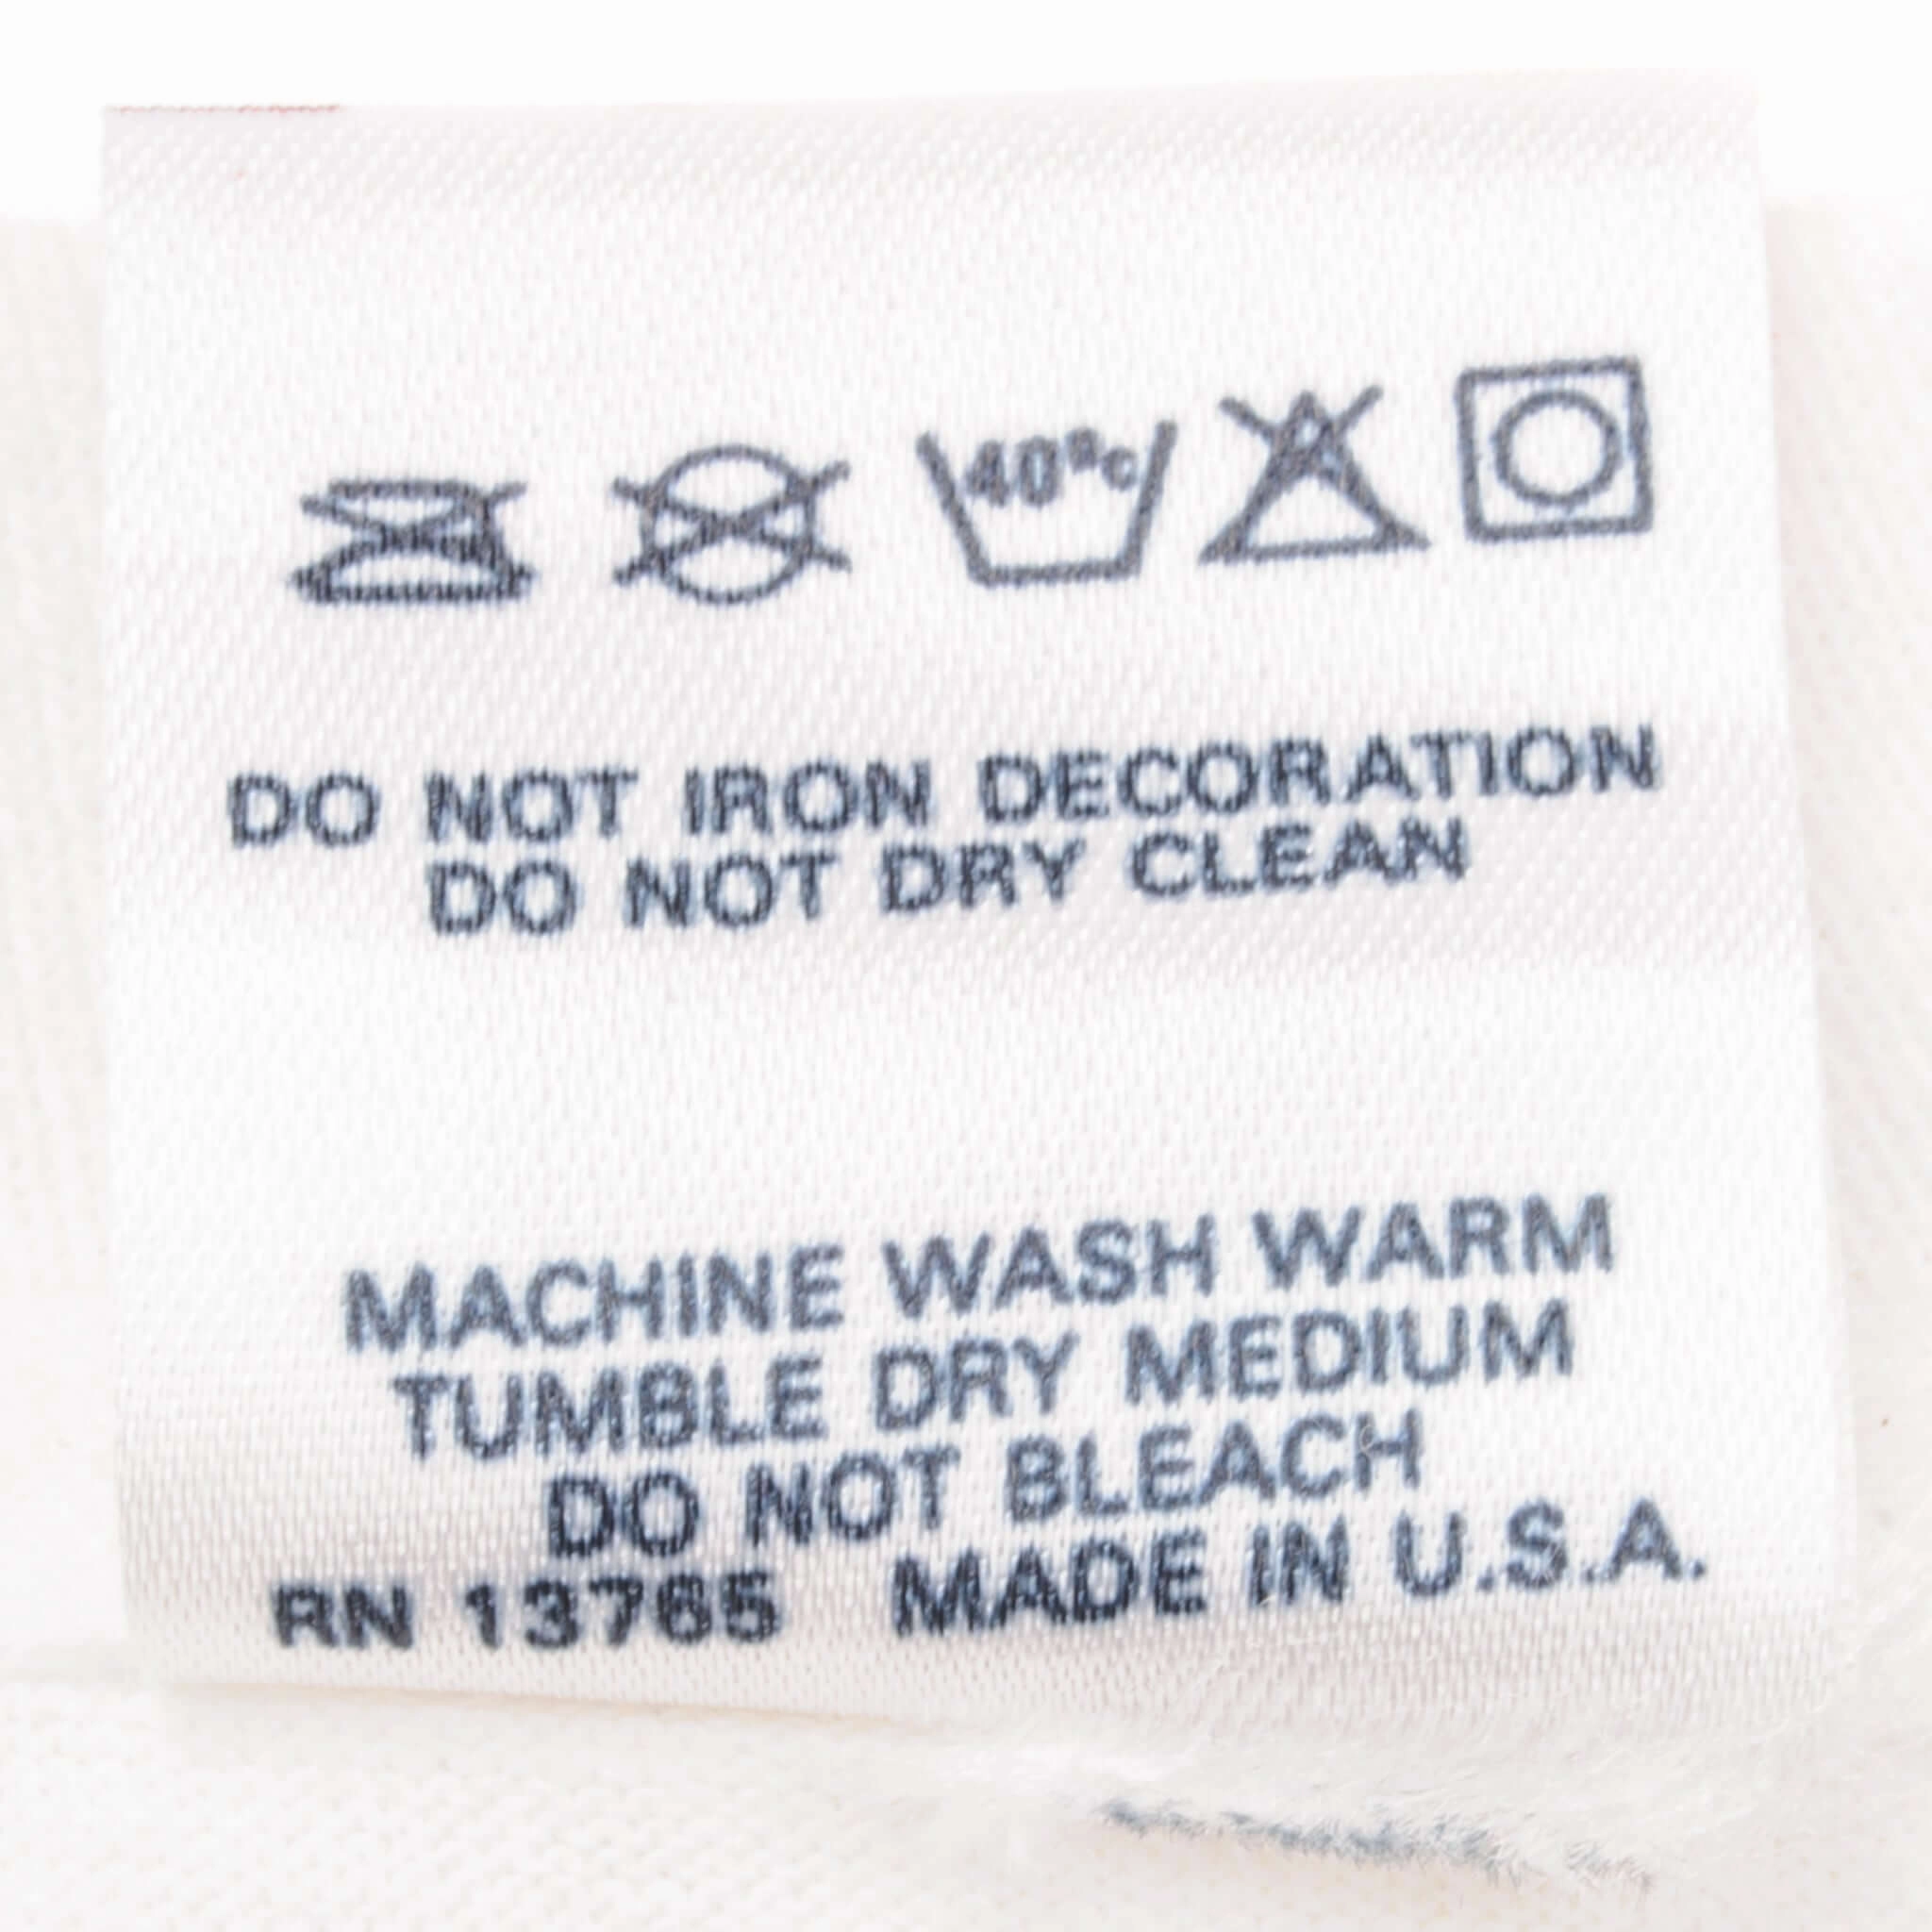 40°C
DO NOT IRON DECORATION
DO NOT DRY CLEAN
MACHINE WASH WARM
TUMBLE DRY MEDIUM
DO NOT BLEACH
RN 13765 MADE IN U.S.A.